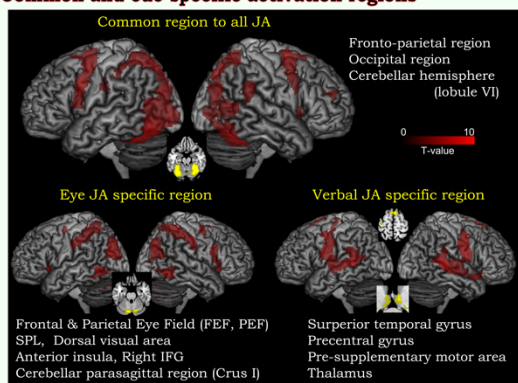 Common and cue specific activation regions
Common region to all JA
Fronto-parietal region
Occipital region
Cerebellar hemisphere
(lobule VI)
0 10
T-value
Eye JA specific region
Verbal JA specific region
Frontal & Parietal Eye Field (FEF, PEF)
SPL, Dorsal visual area
Anterior insula, Right IFG
Cerebellar parasagittal region (Crus I)
Surperior temporal gyrus
Precentral gyrus
Pre-supplementary motor area
Thalamus